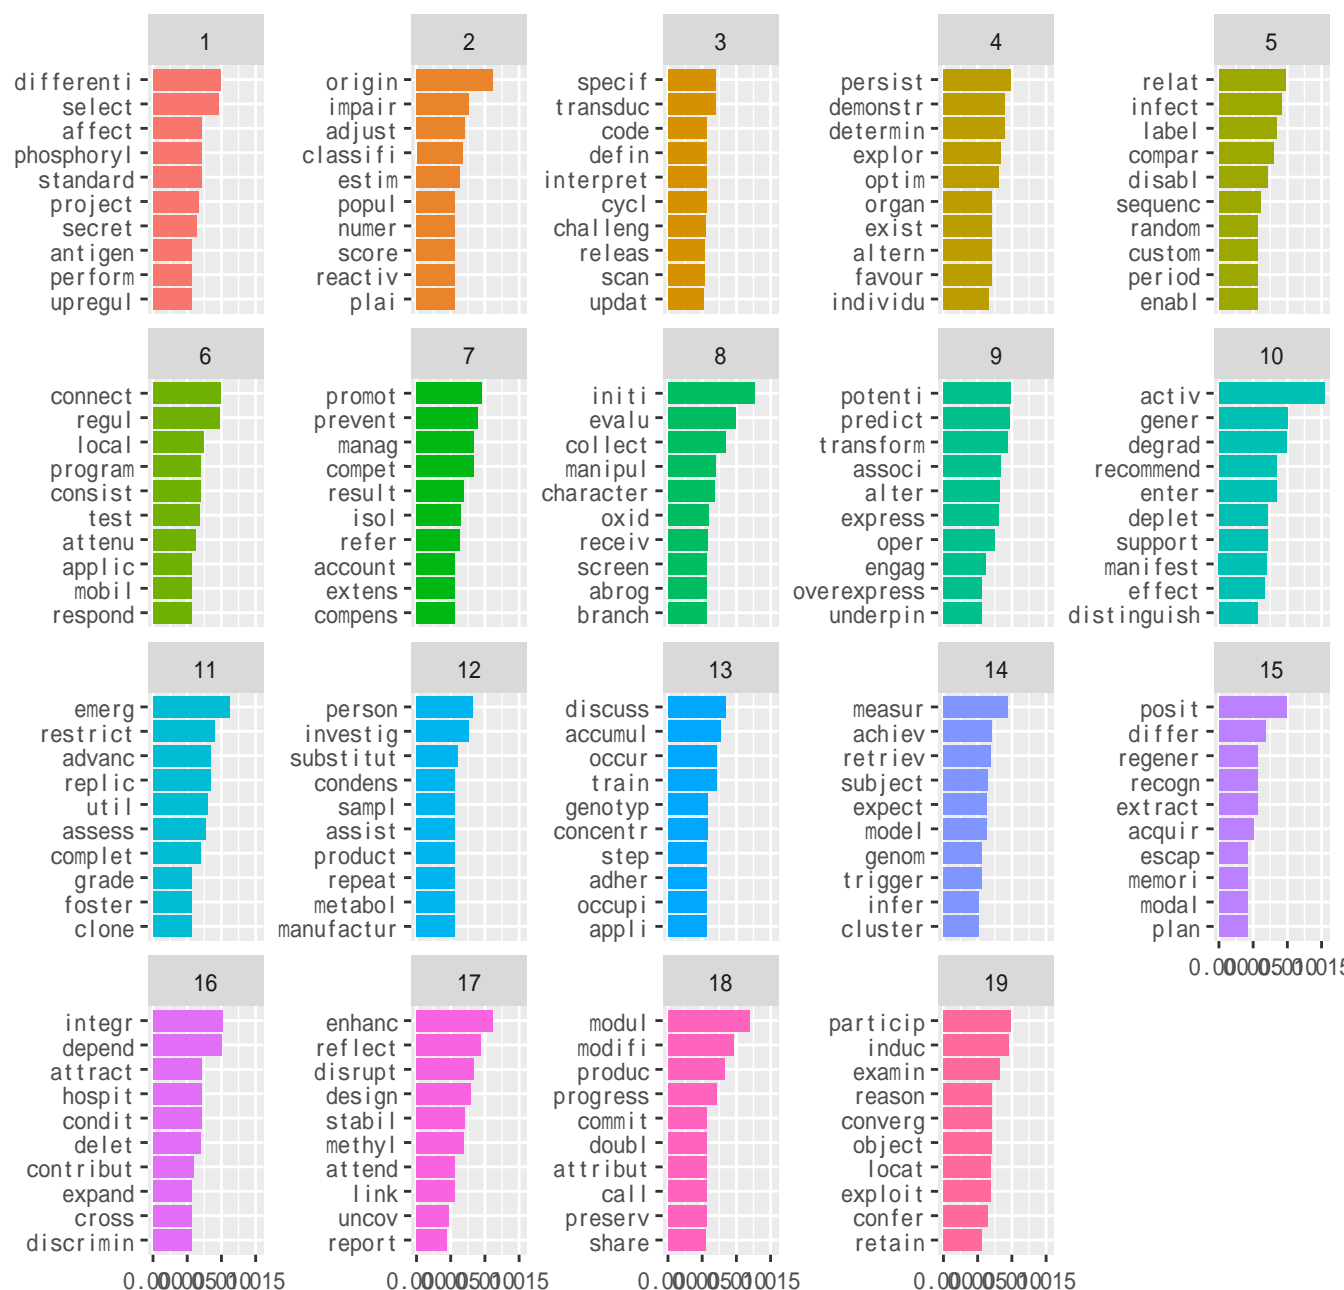 1
differenti
select
affect
phosphoryl
standard
project
secret
antigen
perform
upregul
2
origin
impair
adjust
classifi
estim
popul
numer
score
reactiv
plai
3
specif
transduc
code
defin
interpret
cycl
challeng
releas
scan
updat
4
persist
demonstr
determin
explor
optim
organ
exist
altern
favour
individu
5
relat
infect
label
compar
disabl
sequenc
random
custom
period
enabl
6
connect
regul
local
program
consist
test
attenu
applic
mobil
respond
7
promot
prevent
manag
compet
result
isol
refer
account
extens
compens
8
initi
evalu
collect
manipul
character
oxid
receiv
screen
abrog
branch
9
potenti
predict
transform
associ
alter
express
oper
engag
overexpress
underpin
10
activ
gener
degrad
recommend
enter
deplet
support
manifest
effect
distinguish
11
emerg
restrict
advanc
replic
util
assess
complet
grade
foster
clone
12
person
investig
substitut
condens
sampl
assist
product
repeat
metabol
manufactur
13
discuss
accumul
occur
train
genotyp
concentr
step
adher
occupi
appli
14
measur
achiev
retriev
subject
expect
model
genom
trigger
infer
cluster
15
posit
differ
regener
recogn
extract
acquir
escap
memori
modal
plan
16
integr
depend
attract
hospit
condit
delet
contribut
expand
cross
discrimin
17
enhanc
reflect
disrupt
design
stabil
methyl
attend
link
uncov
report
18
modul
modifi
produc
progress
commit
doubl
attribut
call
preserv
share
19
particip
induc
examin
reason
converg
object
locat
exploit
confer
retain